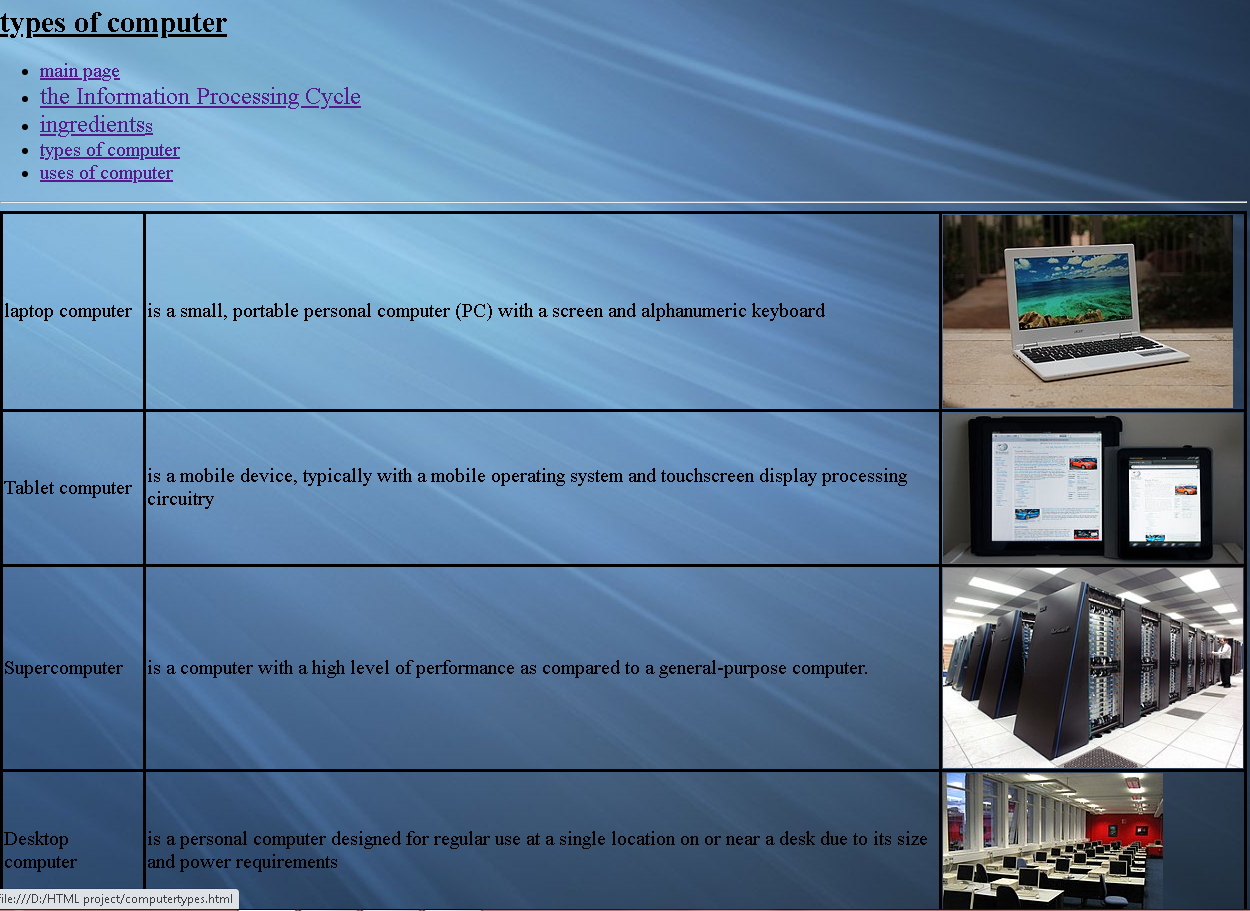 types of computer
main page
the Information Processing Cycle
ingredientss
types of computer
uses of computer
laptop computer
is a small, portable personal computer (PC) with a screen and alphanumeric keyboard
acer
Tablet computer
is a mobile device, typically with a mobile operating system and touchscreen display processing
circuitry
Supercomputer
is a computer with a high level of performance as compared to a general-purpose computer.
Desktop
computer
is a personal computer designed for regular use at a single location on or near a desk due to its size
and power requirements
file:///D:/HTML project/computertypes.html